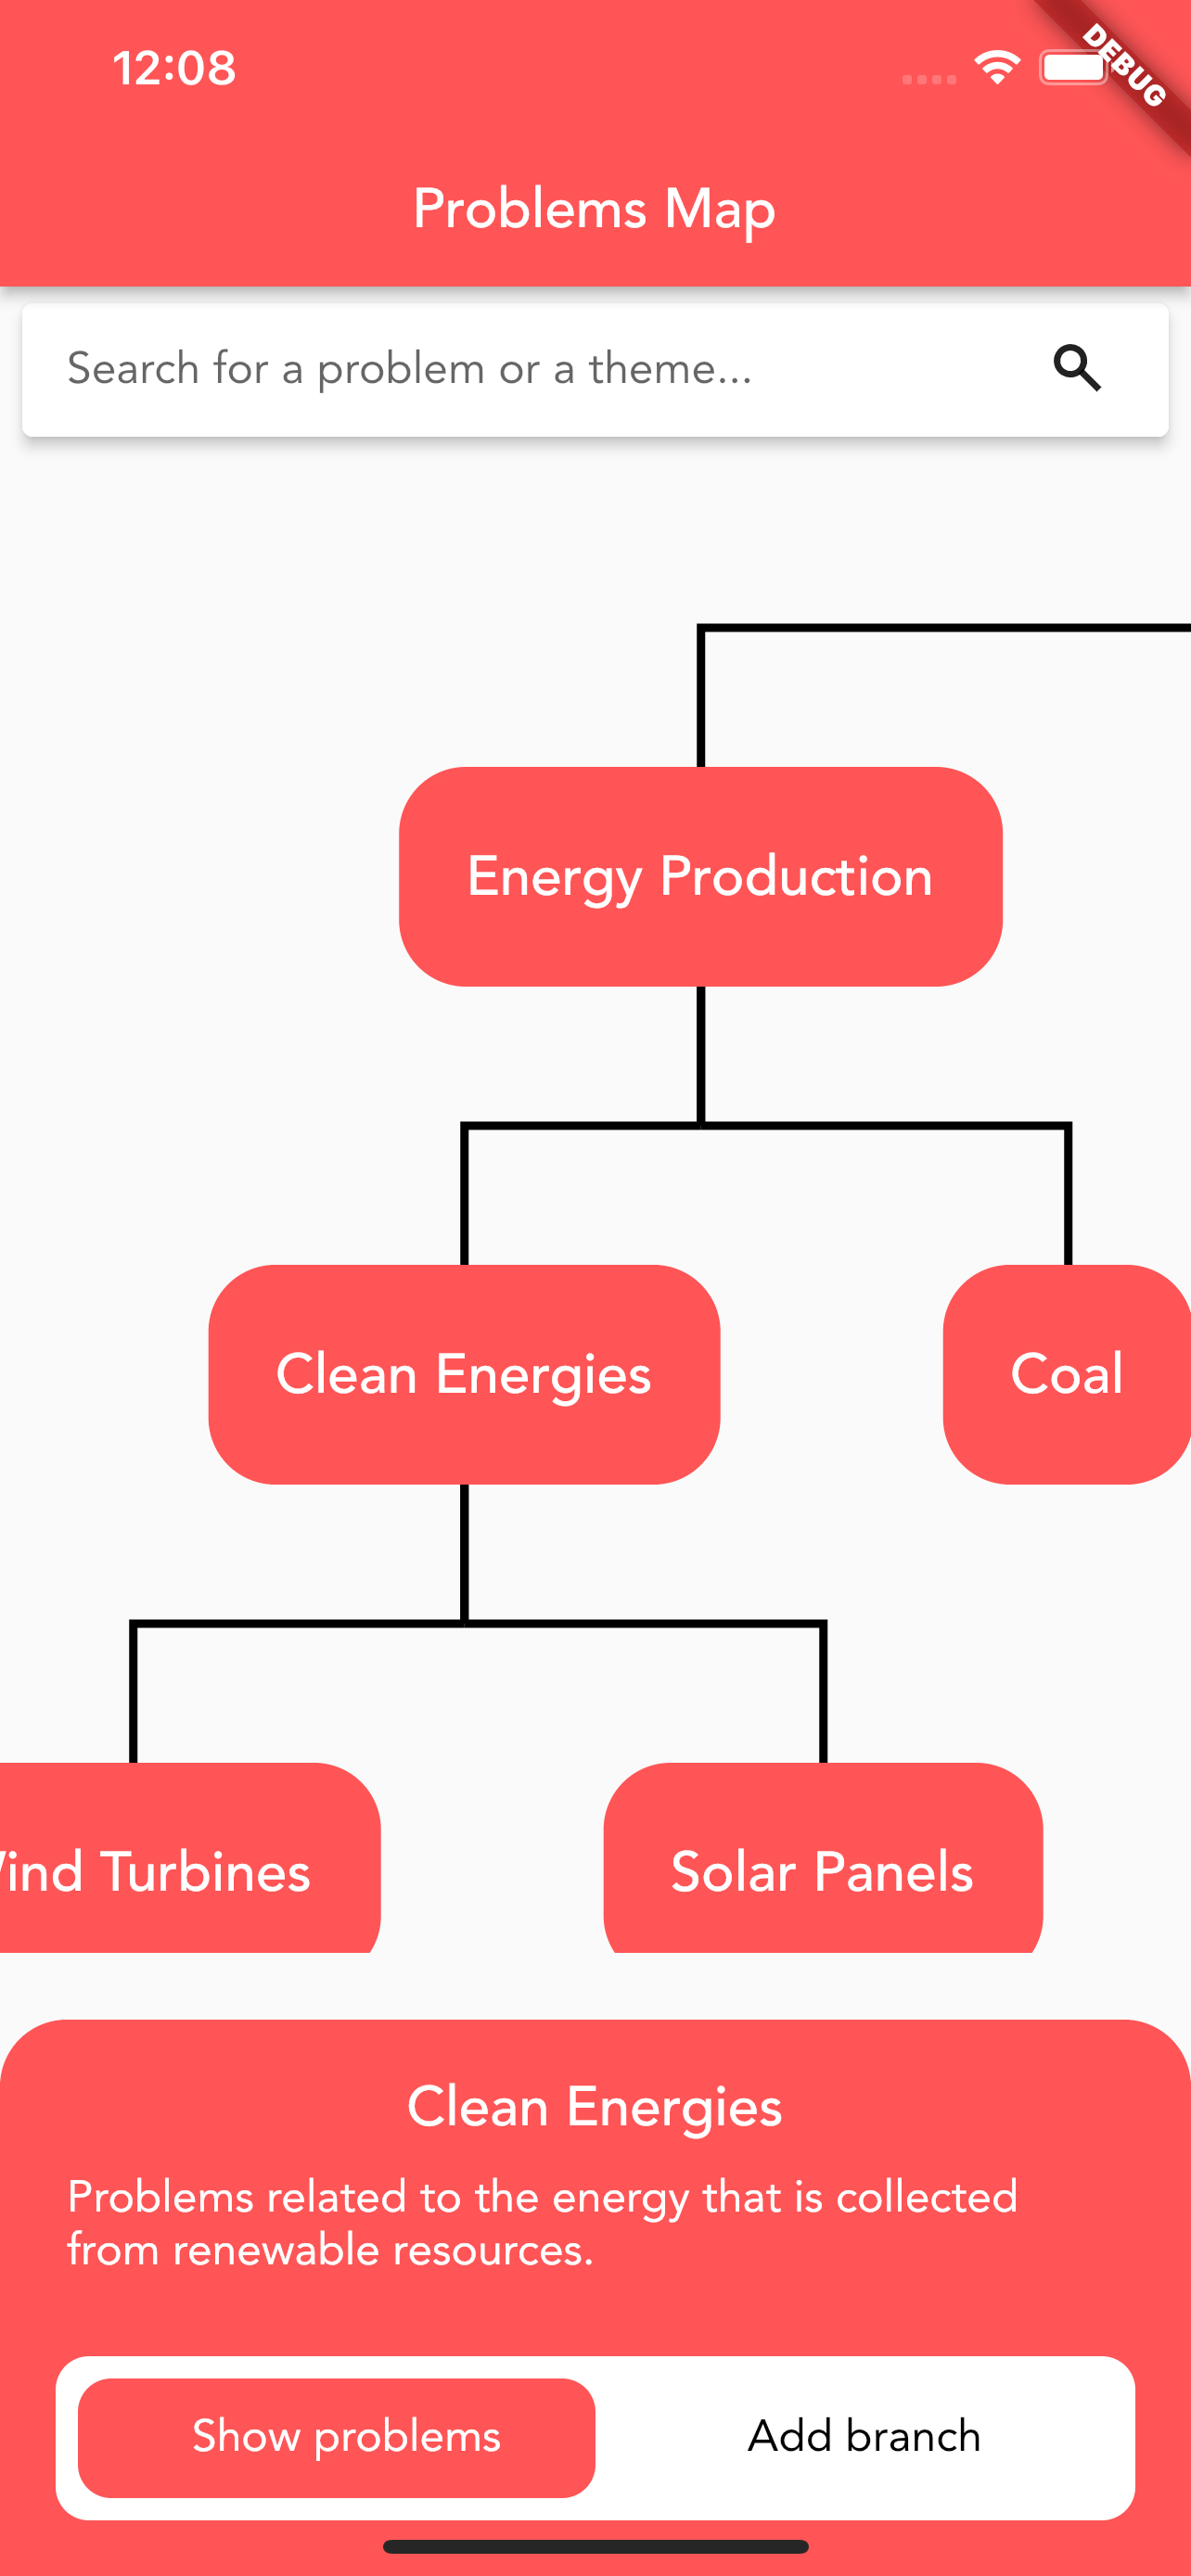 12:08
DEBUG
Problems Map
Search for a problem or a theme...
Energy Production
Clean Energies
Coal
Turbines
Solar Panels
Clean Energies
Problems related to the energy that is collected
from renewable resources.
Show problems
Add branch